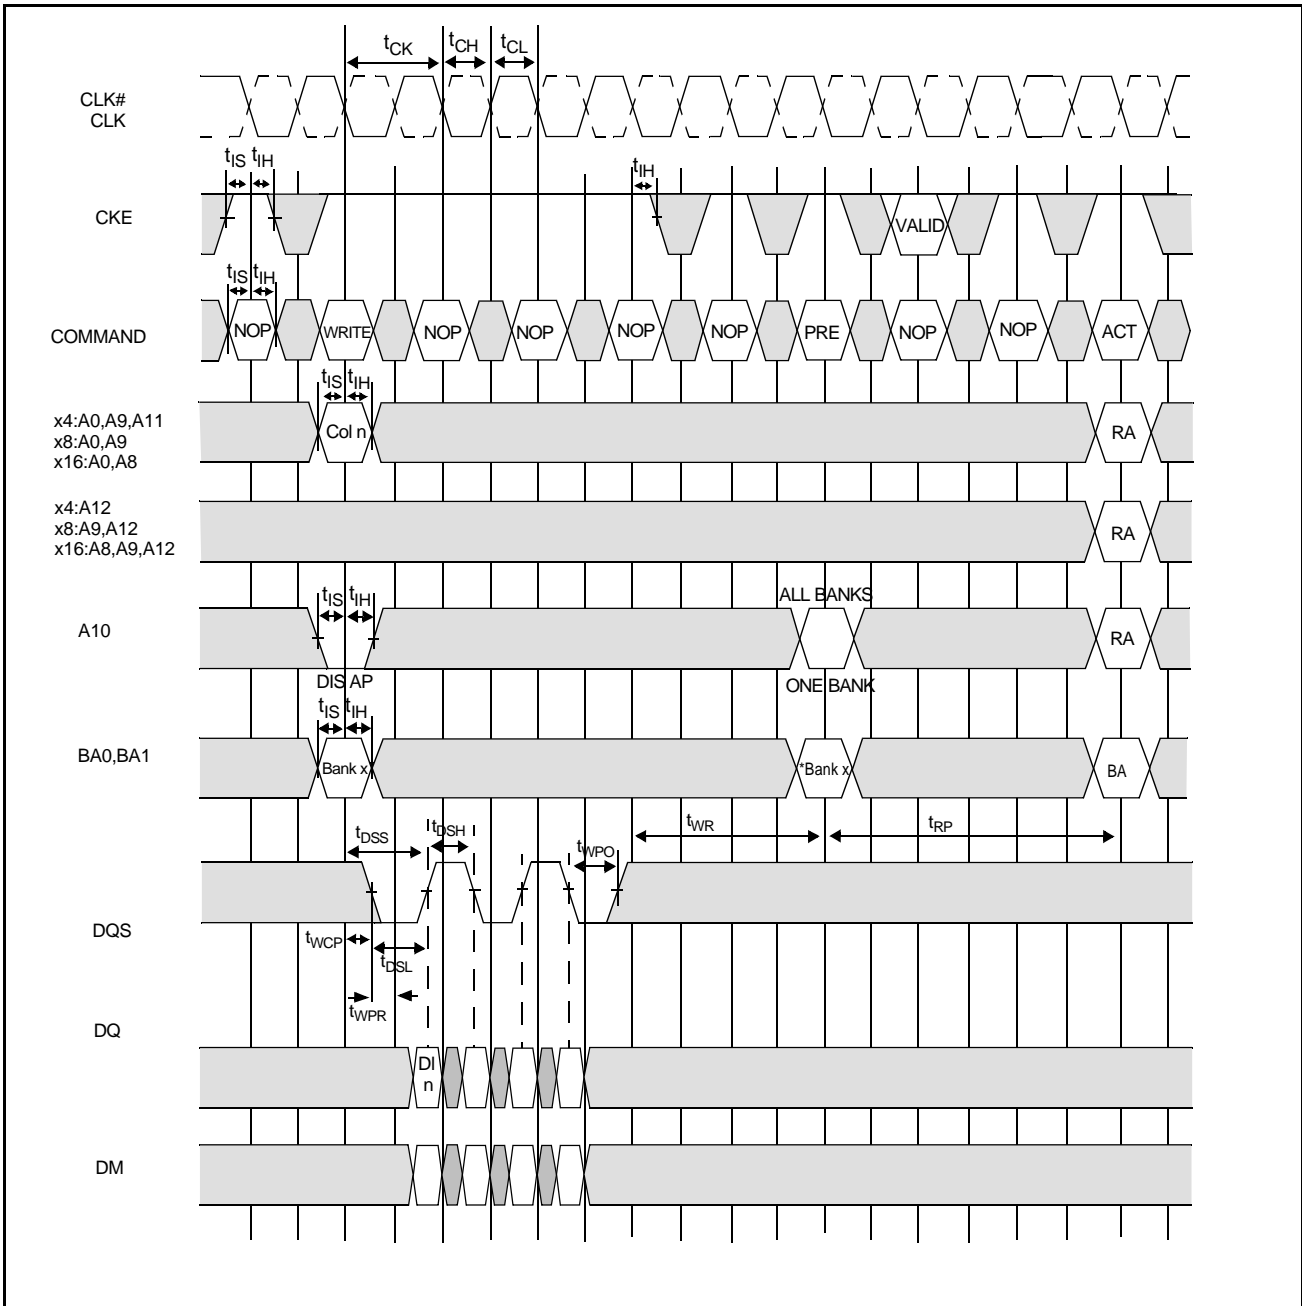 tCK tCH tCL
CLK#
CLK
tIS tIH tIH
CKE VALID
tIS tIH
COMMAND NOP WRITE NOP NOP NOP NOP PRE NOP NOP ACT
tIS tIH
x4:A0,A9,A11
x8:A0,A9
x16:A0,A8
Col n RA
x4:A12
x8:A9,A12
x16:A8,A9,A12
RA
ALL BANKS
tIS tIH
A10 RA
DIS AP ONE BANK
tIS tIH
BA0,BA1 Bank x *Bank x BA
tDSS tDSH tWPO tWR tRP
DQS
tWCP tDSL
tWPR
DQ
DI
n
DM